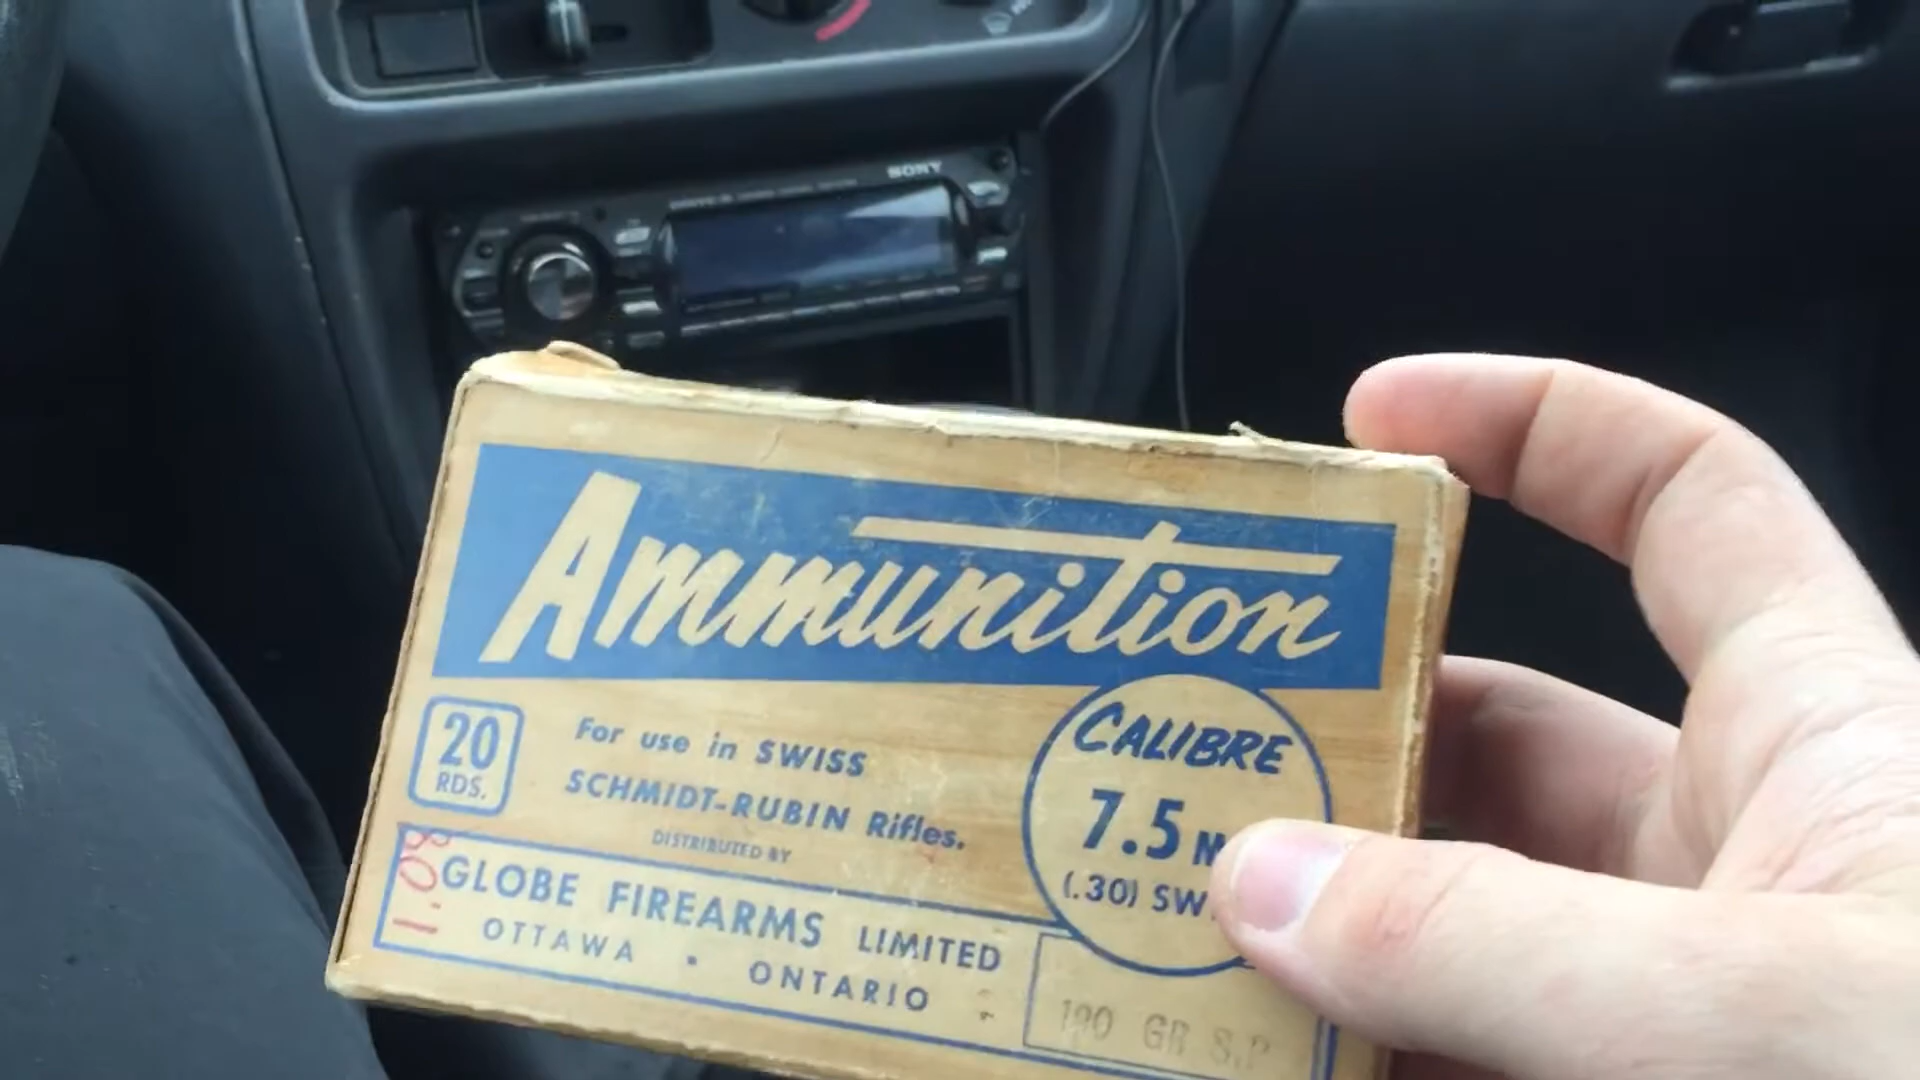 SONY
Ammunition
20
RDS.
For use in SWISS
SCHMIDT-RUBIN Rifles.
DISTRIBUTED BY
GLOBE FIREARMS LIMITED
OTTAWA • ONTARIO
CALIBRE
7.5
(.30)
GR S.P